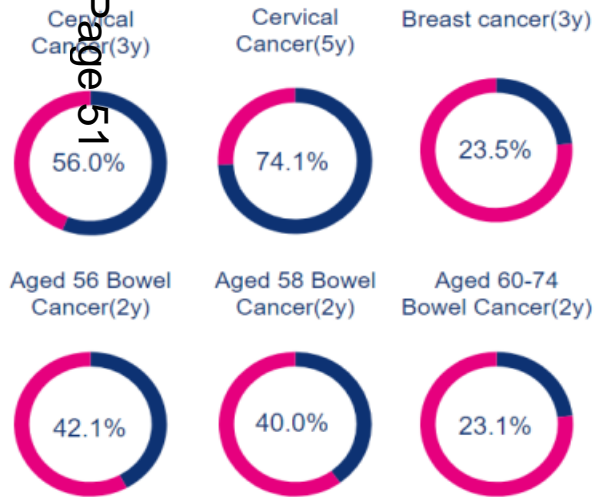 Page 51
Cervical
Cancer(3y)
56.0%
Cervical
Cancer(5y)
74.1%
Breast cancer(3y)
23.5%
Aged 56 Bowel
Cancer(2y)
42.1%
Aged 58 Bowel
Cancer(2y)
40.0%
Aged 60-74
Bowel Cancer(2y)
23.1%